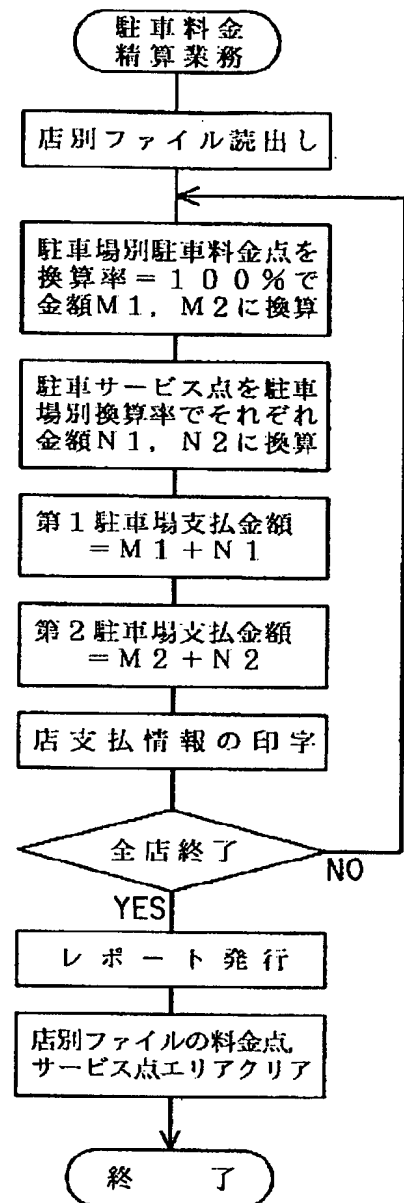 駐車料金
精算業務
店別ファイル読出し
駐車場別駐車料金点を
換算率=100%で
金額M1,M2に換算
駐車サービス点を駐車
場別換算率でそれぞれ
金額N1,N2に換算
第1駐車場支払金額
=M1+N1
第2駐車場支払金額
=M2+N2
店支払情報の印字
全店終了
NO
YES
レポート発行
店別ファイルの料金点,
サービス点エリアクリア
終了